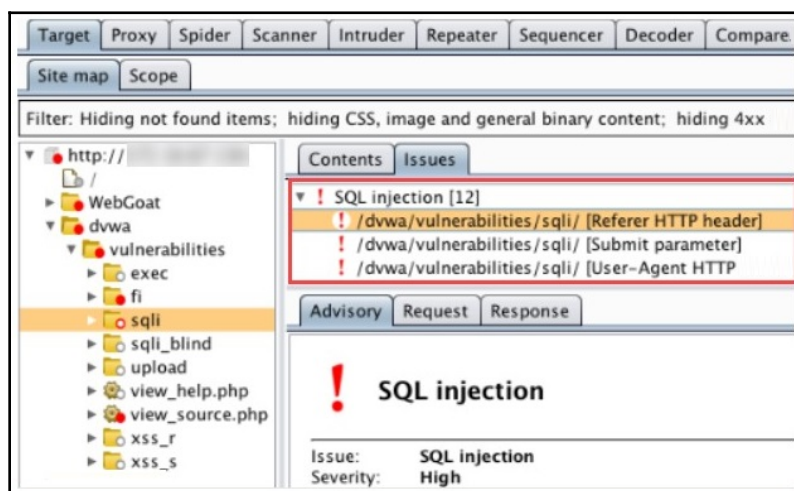 Target Proxy Spider Scanner Intruder Repeater Sequencer Decoder Compare
Site map Scope
Filter: Hiding not found items; hiding CSS, image and general binary content; hiding 4xx
http://
/
WebGoat
dvwa
vulnerabilities
exec
fi
sqli
sqli_blind
upload
view_help.php
view_source.php
xss_r
xss_s
Contents Issues
! SQL injection [12]
! /dvwa/vulnerabilities/sqli/ [Referer HTTP header]
! /dvwa/vulnerabilities/sqli/ [Submit parameter]
! /dvwa/vulnerabilities/sqli/ [User-Agent HTTP
Advisory Request Response
! SQL injection
Issue: SQL injection
Severity: High